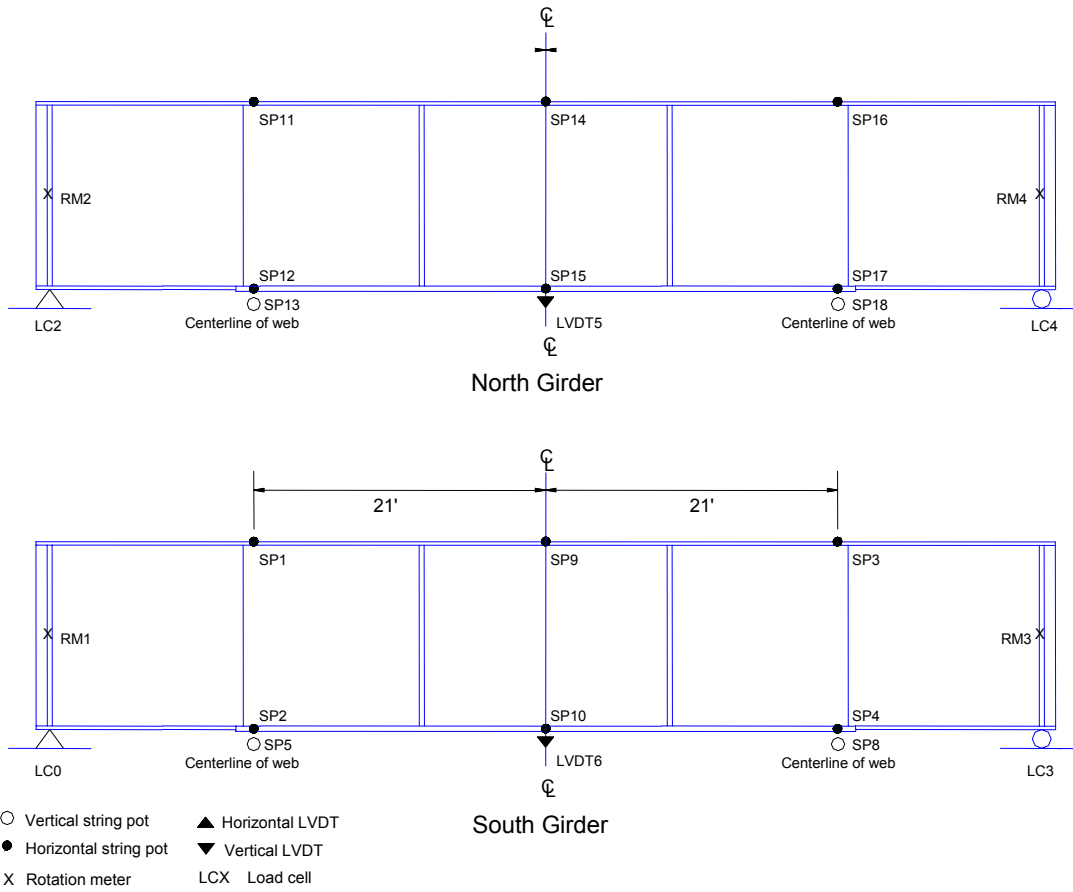 ℄
SP11 SP14 SP16
RM2 RM4
SP12 SP15 SP17
SP13 SP18
Centerline of web LVDT5 Centerline of web
LC2 LC4
℄
North Girder
℄
21' 21'
SP1 SP9 SP3
RM1 RM3
SP2 SP10 SP4
SP5 SP8
Centerline of web LVDT6 Centerline of web
LC0 LC3
℄
South Girder
Vertical string pot Horizontal LVDT
Horizontal string pot Vertical LVDT
X Rotation meter LCX Load cell